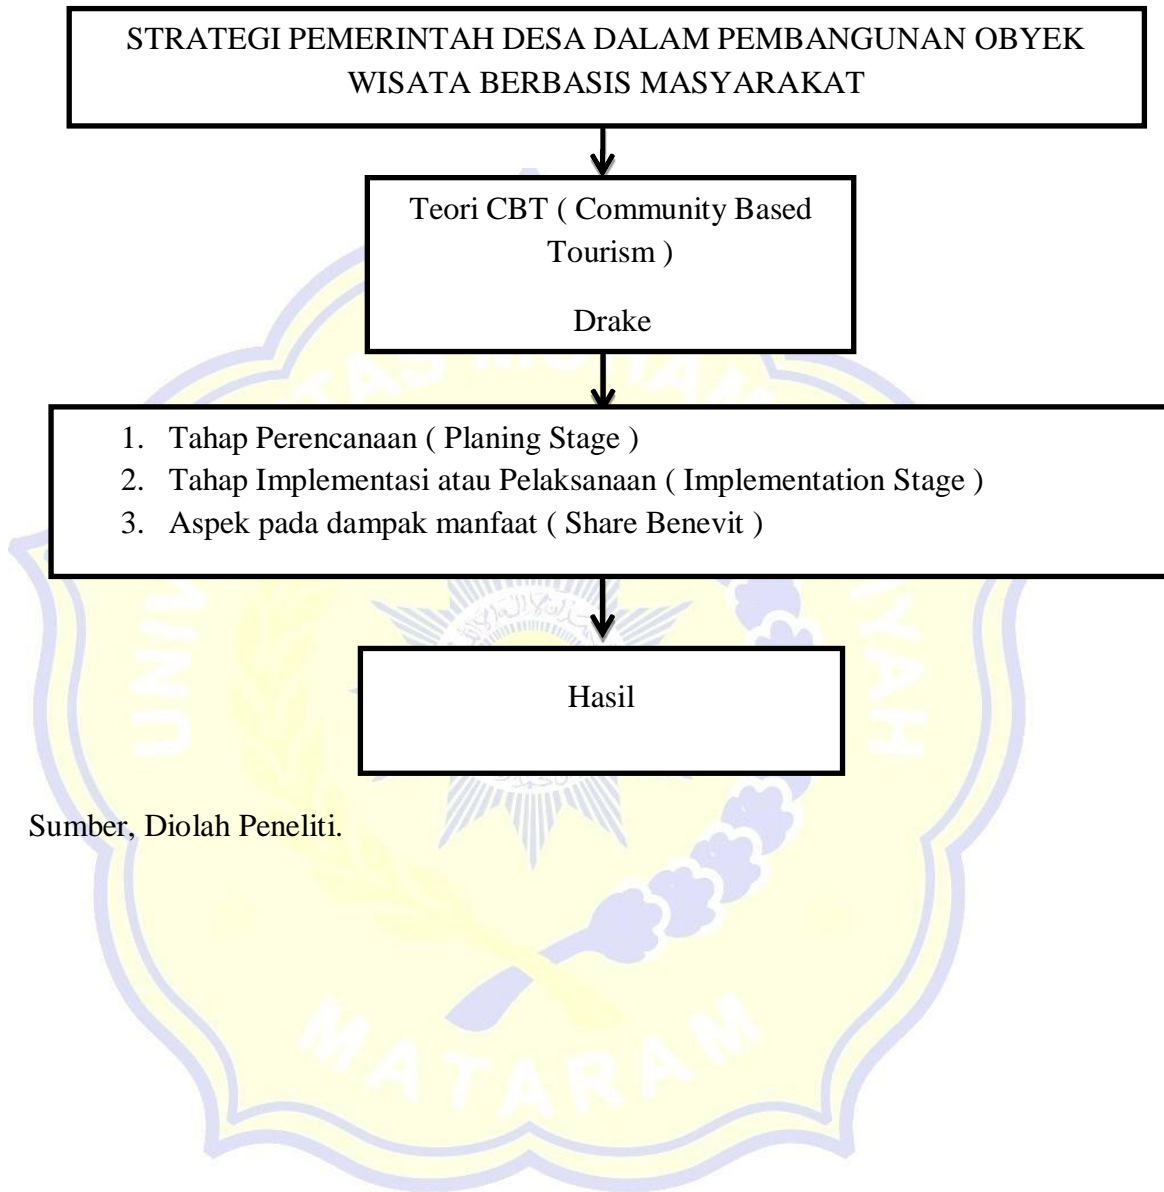 STRATEGI PEMERINTAH DESA DALAM PEMBANGUNAN OBYEK
WISATA BERBASIS MASYARAKAT
Teori CBT ( Community Based
Tourism )
Drake
1. Tahap Perencanaan ( Planing Stage )
2. Tahap Implementasi atau Pelaksanaan ( Implementation Stage )
3. Aspek pada dampak manfaat ( Share Benevit )
Hasil
Sumber, Diolah Peneliti.
MATARAM